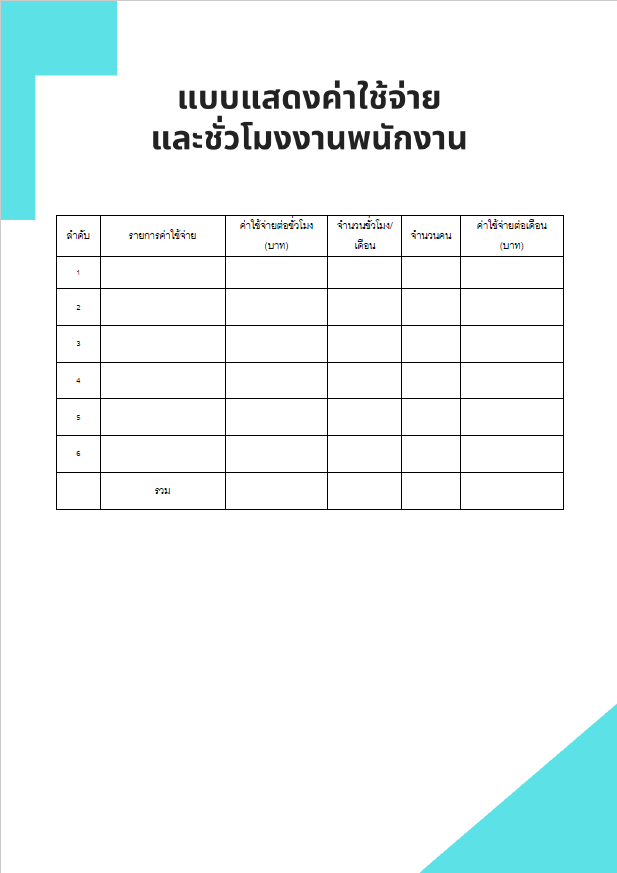 แบบแสดงค่าใช้จ่าย
และชั่วโมงงานพนักงาน
ลำดับ รายการค่าใช้จ่าย ค่าใช้จ่ายต่อชั่วโมง (บาท) จำนวนชั่วโมง/เดือน จำนวนคน ค่าใช้จ่ายต่อเดือน (บาท)
1
2
3
4
5
6
รวม